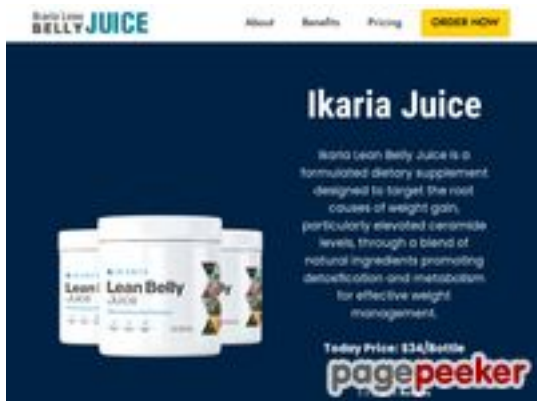 Ikaria Lean
BELLY JUICE
About Benefits Pricing ORDER NOW
Ikaria Juice
Ikaria Lean Belly Juice is a
formulated dietary supplement
designed to target the root
causes of weight gain,
particularly elevated ceramide
levels, through a blend of
natural ingredients promoting
detoxification and metabolism
for effective weight
management.
IKARIA
Lean Belly
JUICE
Lean
Today Price: $34/Bottle
pagepeeker